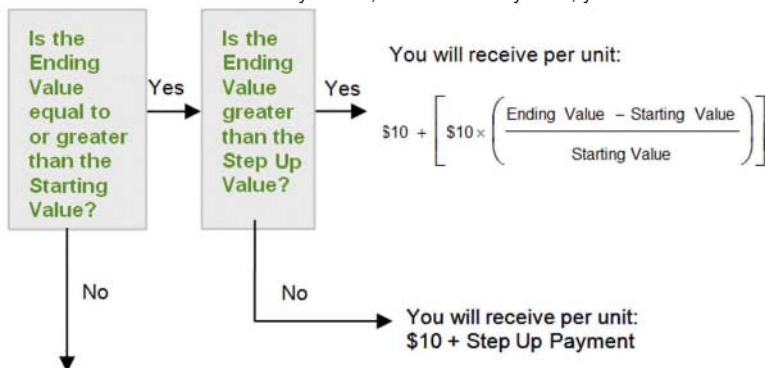 Is the
Ending
Value
equal to
or greater
than the
Starting
Value?
Yes
Is the
Ending
Value
greater
than the
Step Up
Value?
Yes
You will receive per unit:
$10 + [ $10 × ( Ending Value – Starting Value
Starting Value ) ]
No
No
You will receive per unit:
$10 + Step Up Payment